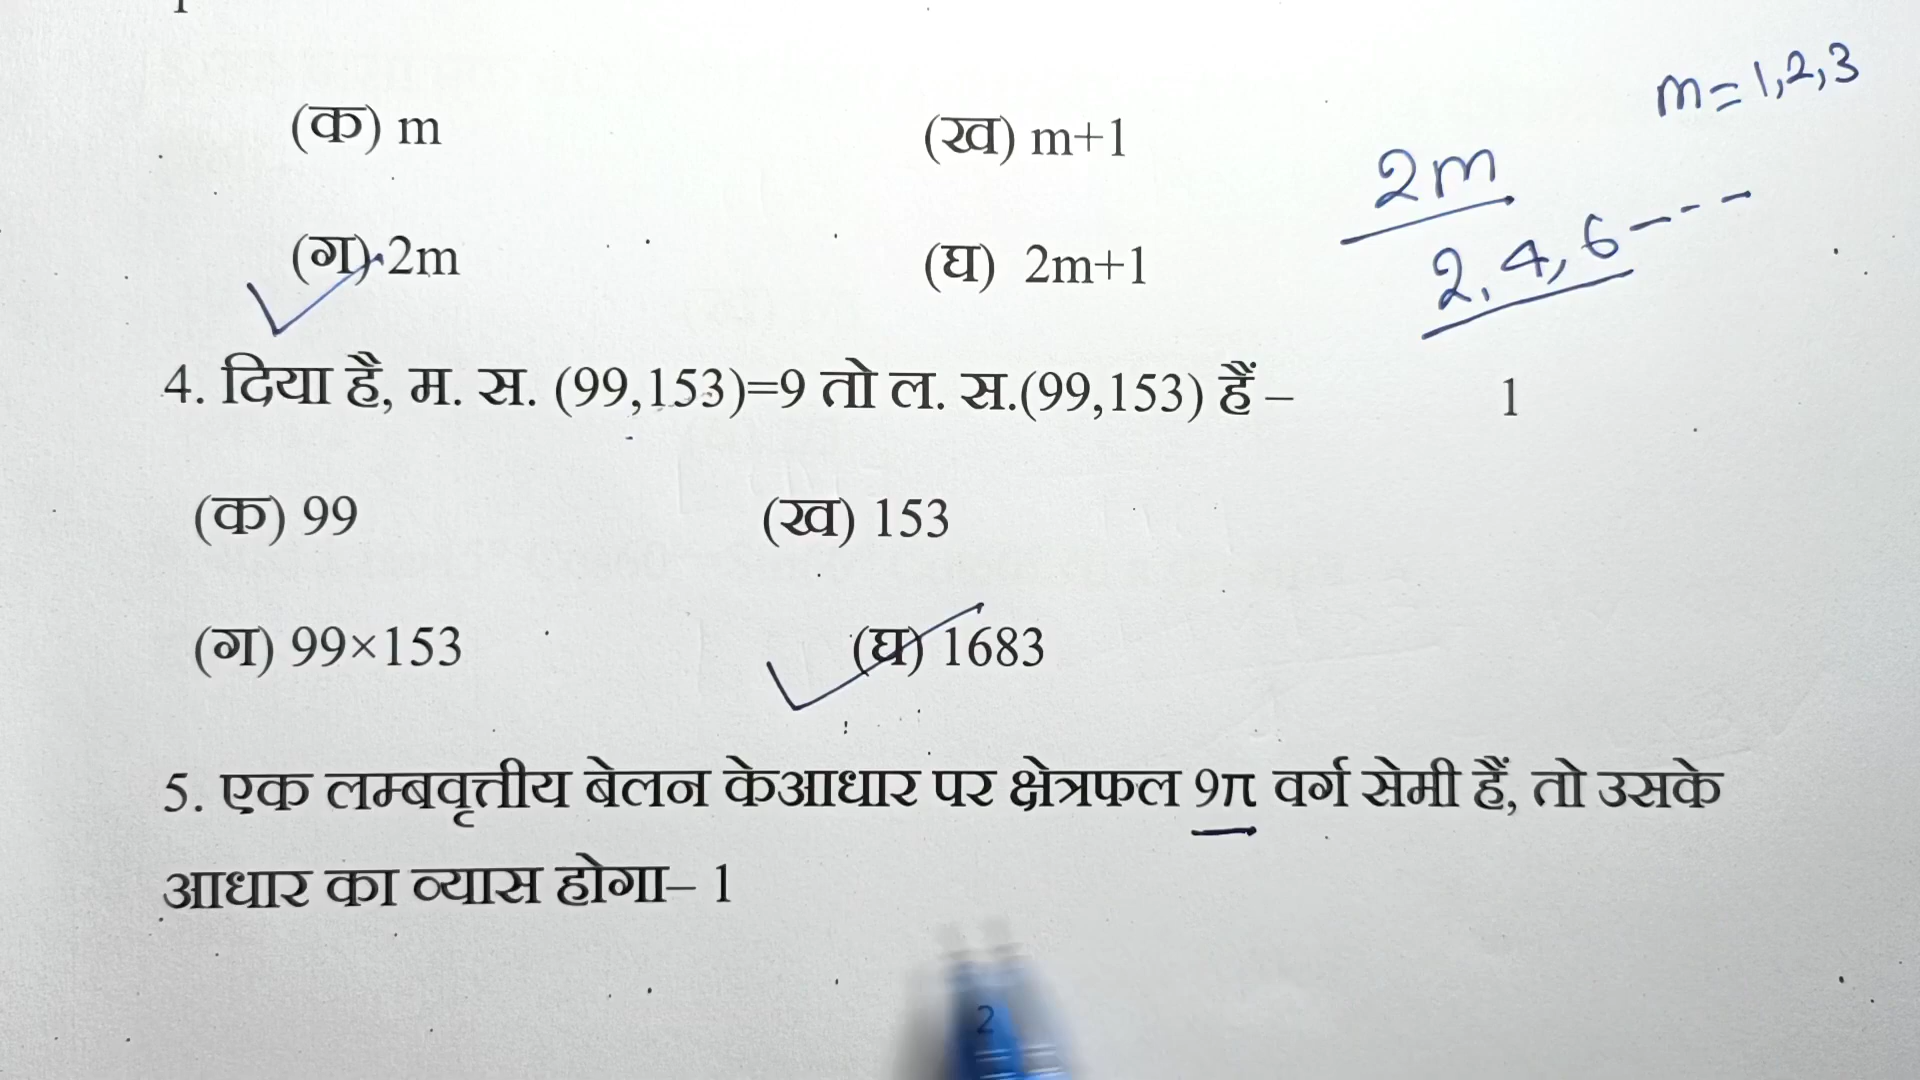 m=1,2,3
(क) m (ख) m+1
2m
(ग) 2m (घ) 2m+1
2, 4, 6 - - -
4. दिया है, म. स. (99,153)=9 तो ल. स.(99,153) हैं – 1
(क) 99 (ख) 153
(ग) 99×153 (घ) 1683
5. एक लम्बवृत्तीय बेलन केआधार पर क्षेत्रफल 9π वर्ग सेमी हैं, तो उसके
आधार का व्यास होगा– 1
2